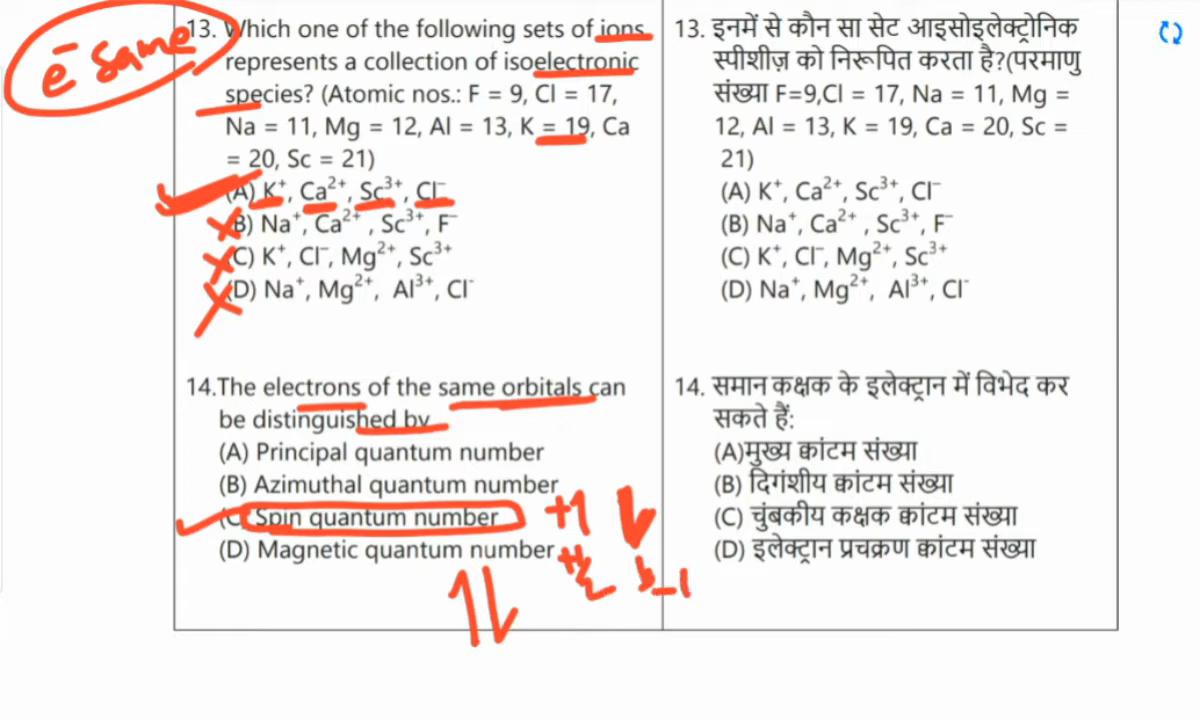 ē same
13. Which one of the following sets of ions
represents a collection of isoelectronic
species? (Atomic nos.: F = 9, Cl = 17,
Na = 11, Mg = 12, Al = 13, K = 19, Ca
= 20, Sc = 21)
(A) K⁺, Ca²⁺, Sc³⁺, Cl⁻
(B) Na⁺, Ca²⁺, Sc³⁺, F⁻
(C) K⁺, Cl⁻, Mg²⁺, Sc³⁺
(D) Na⁺, Mg²⁺, Al³⁺, Cl⁻
14.The electrons of the same orbitals can
be distinguished by
(A) Principal quantum number
(B) Azimuthal quantum number
(C) Spin quantum number
(D) Magnetic quantum number
13. इनमें से कौन सा सेट आइसोइलेक्ट्रोनिक
स्पीशीज़ को निरूपित करता है?(परमाणु
संख्या F=9,Cl = 17, Na = 11, Mg =
12, Al = 13, K = 19, Ca = 20, Sc =
21)
(A) K⁺, Ca²⁺, Sc³⁺, Cl⁻
(B) Na⁺, Ca²⁺, Sc³⁺, F⁻
(C) K⁺, Cl⁻, Mg²⁺, Sc³⁺
(D) Na⁺, Mg²⁺, Al³⁺, Cl⁻
14. समान कक्षक के इलेक्ट्रान में विभेद कर
सकते हैं:
(A)मुख्य क्वांटम संख्या
(B) दिगंशीय क्वांटम संख्या
(C) चुंबकीय कक्षक क्वांटम संख्या
(D) इलेक्ट्रान प्रचक्रण क्वांटम संख्या